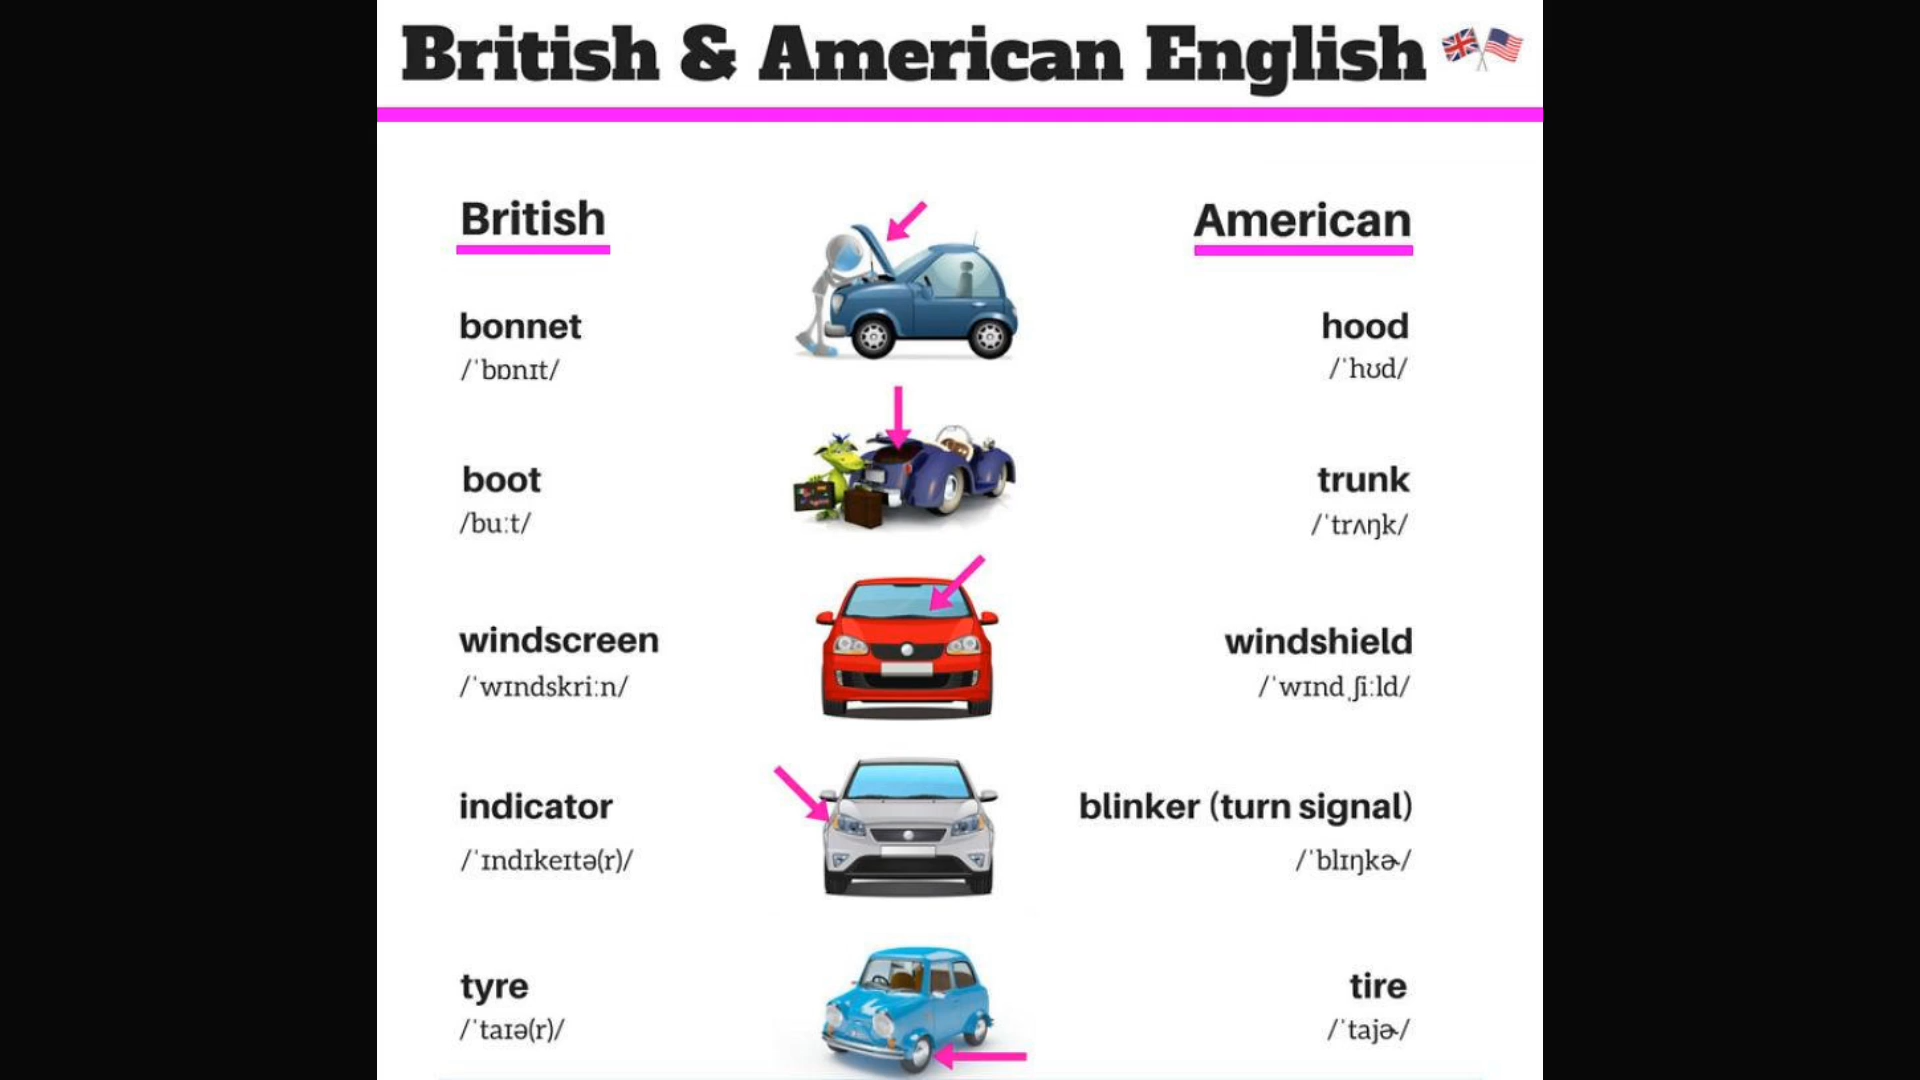 British & American English
British
American
bonnet
hood
/ˈbɒnɪt/
/ˈhʊd/
boot
trunk
/buːt/
/ˈtrʌŋk/
windscreen
windshield
/ˈwɪndskriːn/
/ˈwɪndˌʃiːld/
indicator
blinker (turn signal)
/ˈɪndɪkeɪtə(r)/
/ˈblɪŋkɚ/
tyre
tire
/ˈtaɪə(r)/
/ˈtajɚ/